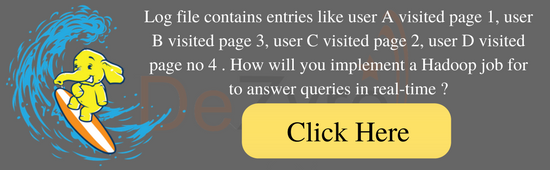 Log file contains entries like user A visited page 1, user
B visited page 3, user C visited page 2, user D visited
page no 4 . How will you implement a Hadoop job for
to answer queries in real-time ?
DeZyre
Click Here